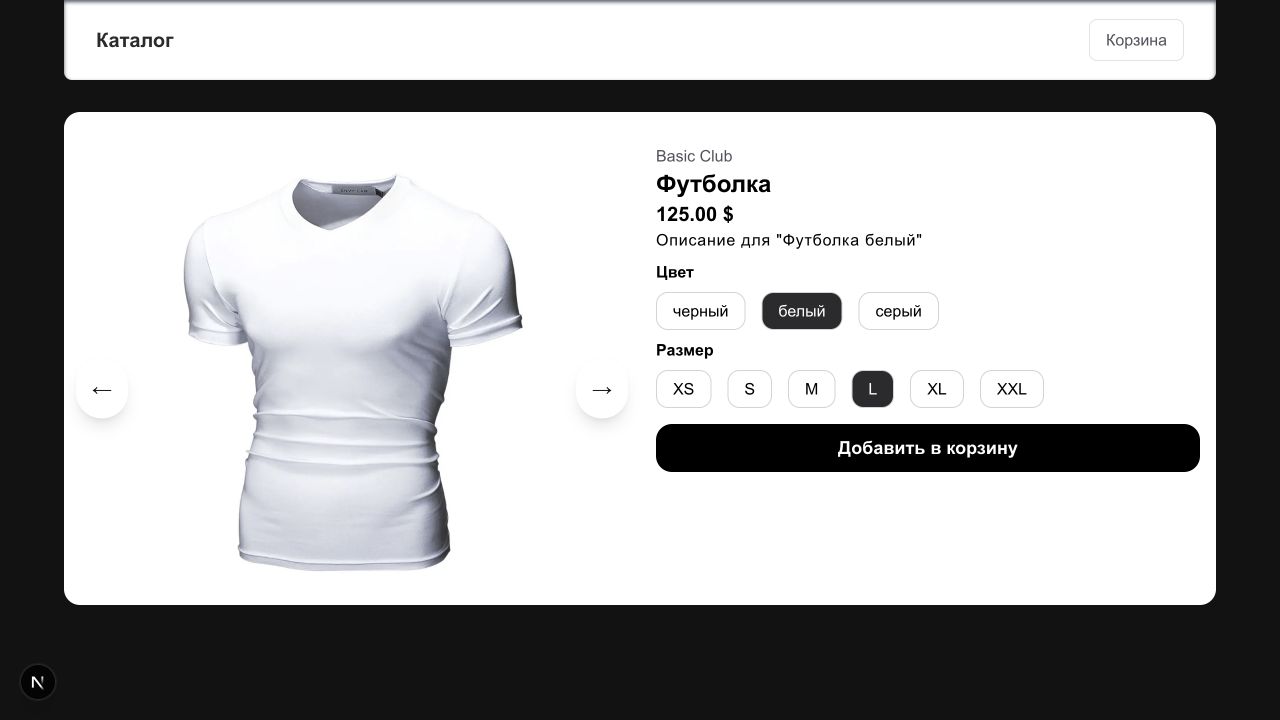 Каталог
Корзина
Basic Club
Футболка
125.00 $
Описание для "Футболка белый"
Цвет
черный белый серый
Размер
XS S M L XL XXL
← →
Добавить в корзину
N